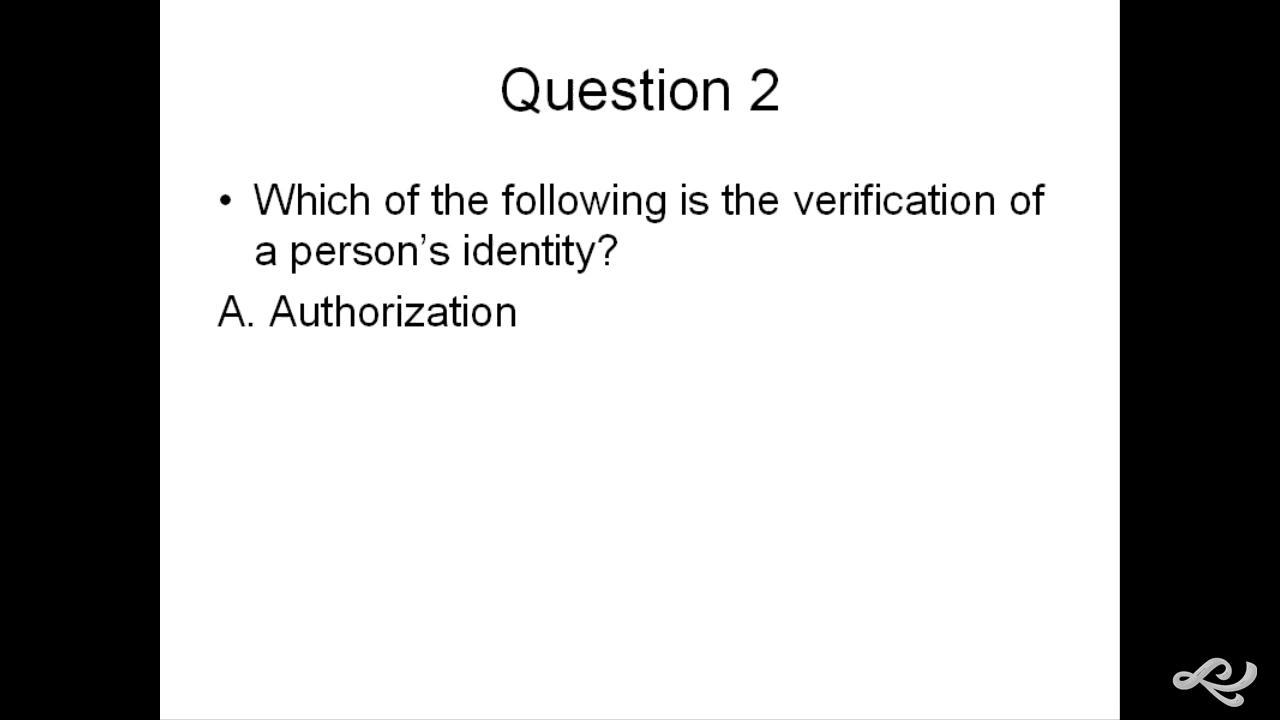 Question 2
• Which of the following is the verification of
a person’s identity?
A. Authorization